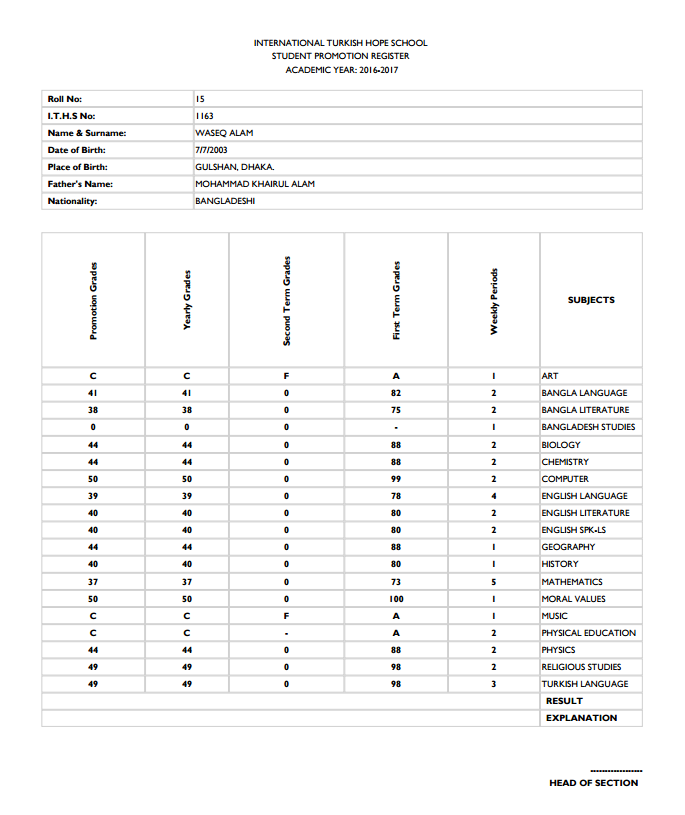 INTERNATIONAL TURKISH HOPE SCHOOL
STUDENT PROMOTION REGISTER
ACADEMIC YEAR: 2016-2017
Roll No: 15
I.T.H.S No: 1163
Name & Surname: WASEQ ALAM
Date of Birth: 7/7/2003
Place of Birth: GULSHAN, DHAKA.
Father's Name: MOHAMMAD KHAIRUL ALAM
Nationality: BANGLADESHI
Promotion Grades Yearly Grades Second Term Grades First Term Grades Weekly Periods SUBJECTS
C C F A 1 ART
41 41 0 82 2 BANGLA LANGUAGE
38 38 0 75 2 BANGLA LITERATURE
0 0 0 - 1 BANGLADESH STUDIES
44 44 0 88 2 BIOLOGY
44 44 0 88 2 CHEMISTRY
50 50 0 99 2 COMPUTER
39 39 0 78 4 ENGLISH LANGUAGE
40 40 0 80 2 ENGLISH LITERATURE
40 40 0 80 2 ENGLISH SPK-LS
44 44 0 88 1 GEOGRAPHY
40 40 0 80 1 HISTORY
37 37 0 73 5 MATHEMATICS
50 50 0 100 1 MORAL VALUES
C C F A 1 MUSIC
C C - A 2 PHYSICAL EDUCATION
44 44 0 88 2 PHYSICS
49 49 0 98 2 RELIGIOUS STUDIES
49 49 0 98 3 TURKISH LANGUAGE
RESULT
EXPLANATION
------------------
HEAD OF SECTION